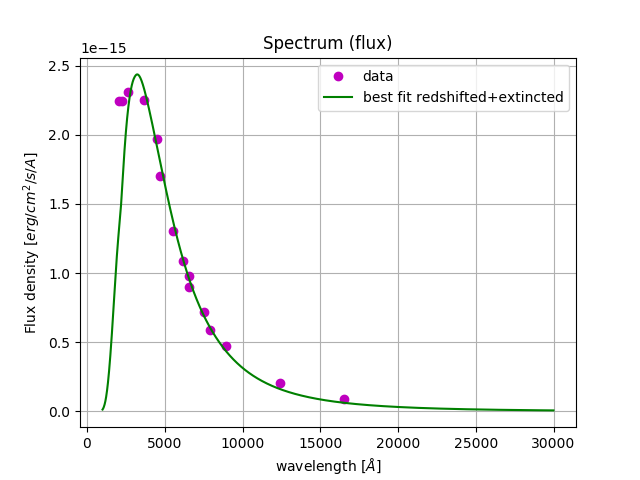 Spectrum (flux)
1e−15
data
best fit redshifted+extincted
2.5
2.0
1.5
1.0
0.5
0.0
Flux density [erg/cm²/s/A]
0 5000 10000 15000 20000 25000 30000
wavelength [Å]